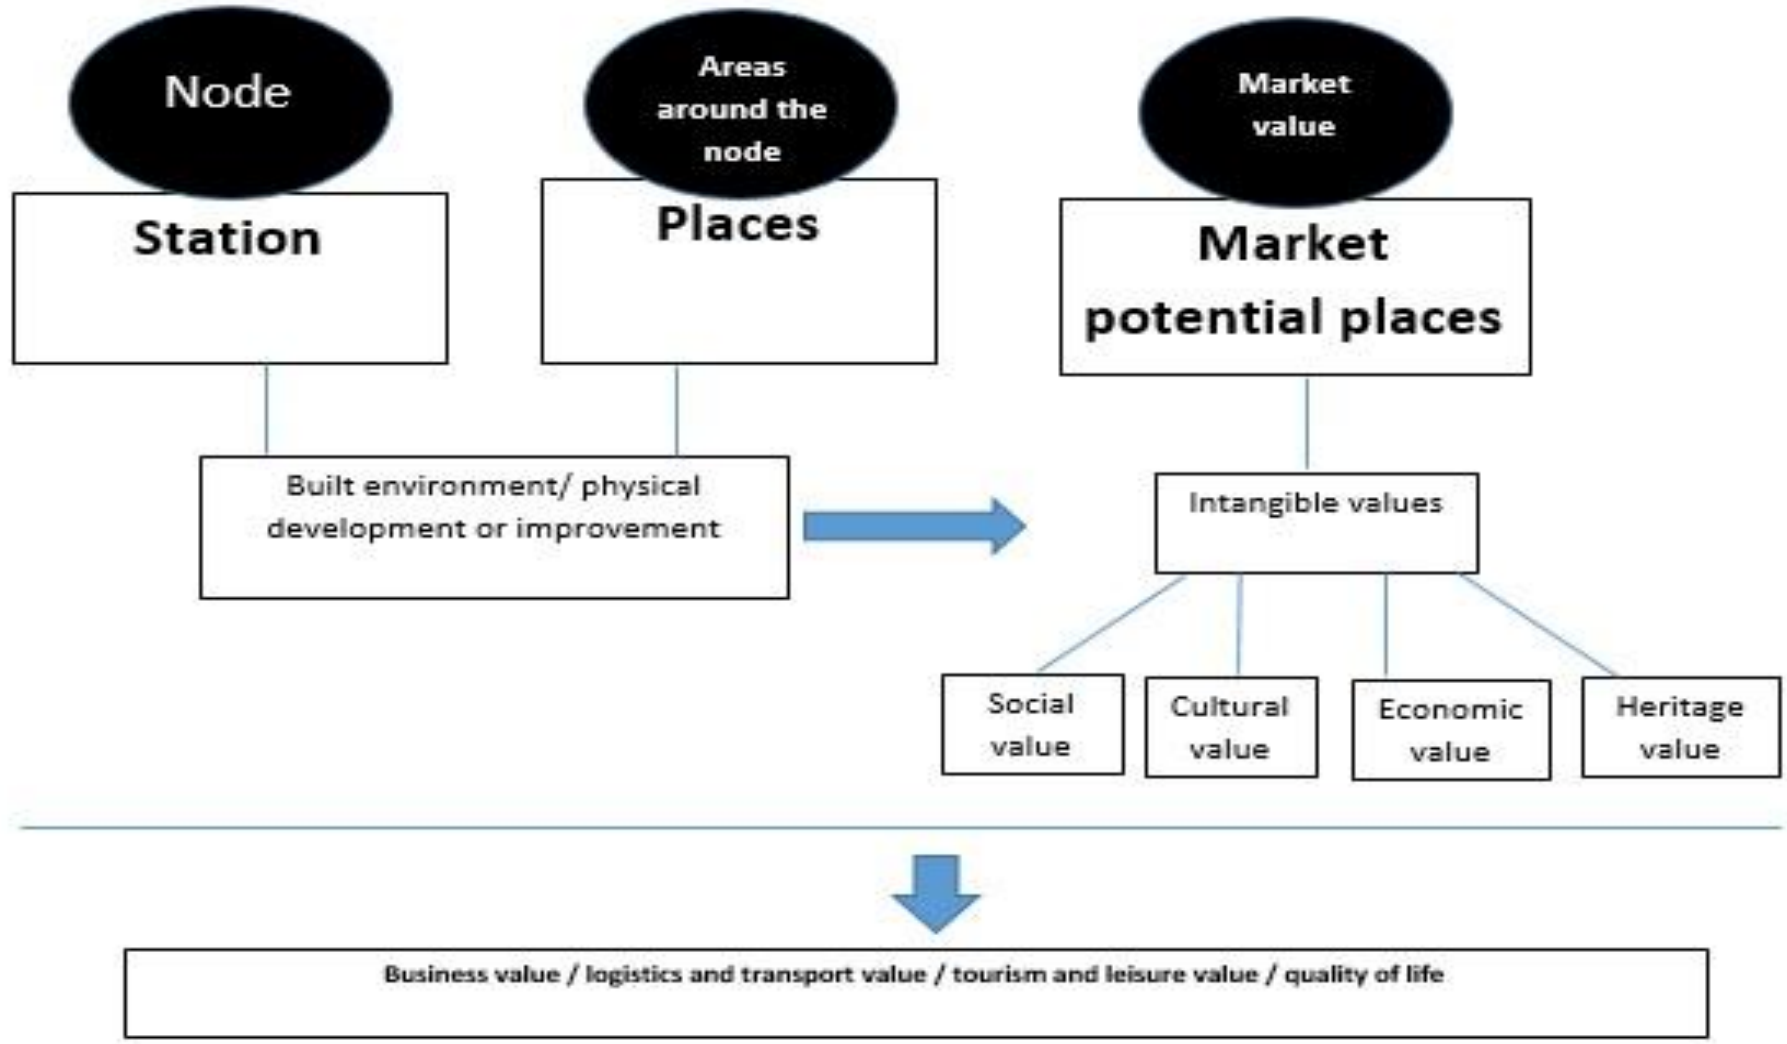 Node
Station
Areas
around the
node
Places
Market
value
Market
potential places
Built environment/ physical
development or improvement
Intangible values
Social
value
Cultural
value
Economic
value
Heritage
value
Business value / logistics and transport value / tourism and leisure value / quality of life